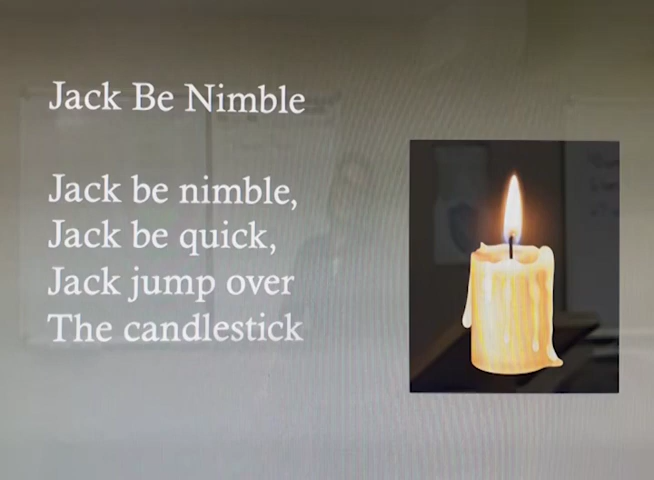 Jack Be Nimble
Jack be nimble,
Jack be quick,
Jack jump over
The candlestick